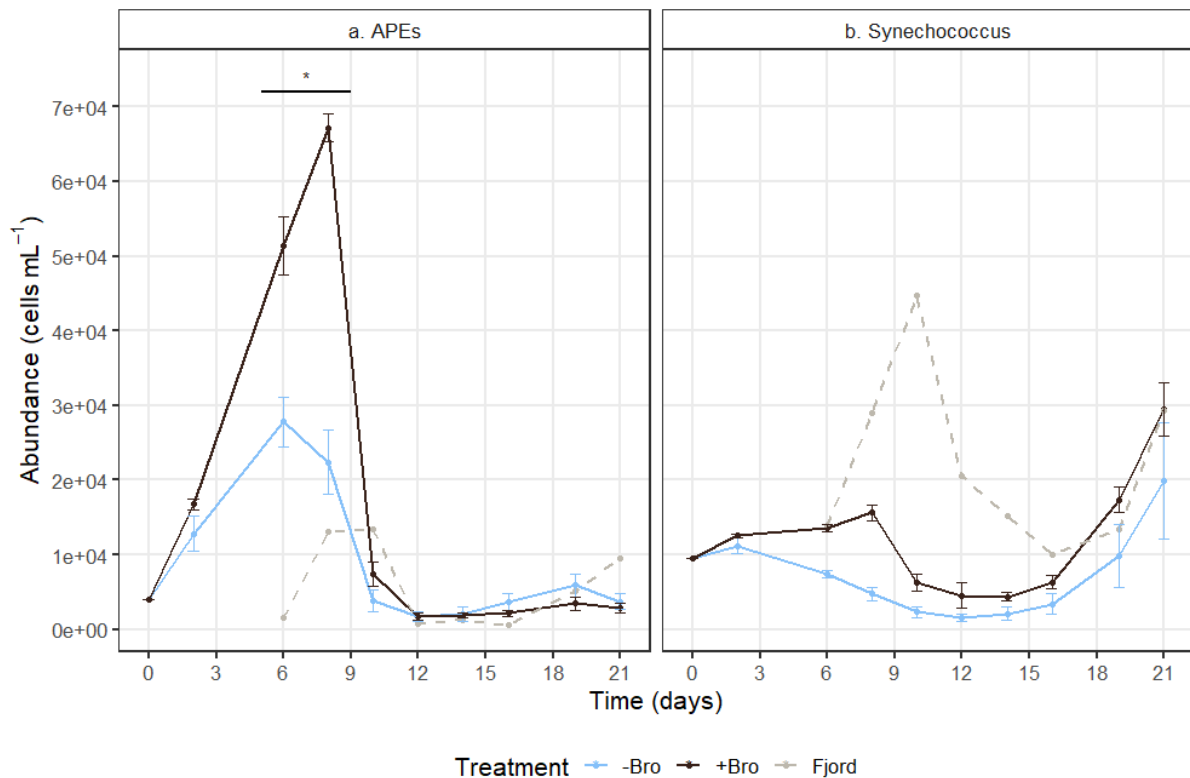 a. APEs
b. Synechococcus
*
Abundance (cells mL⁻¹)
7e+04
6e+04
5e+04
4e+04
3e+04
2e+04
1e+04
0e+00
0 3 6 9 12 15 18 21
0 3 6 9 12 15 18 21
Time (days)
Treatment -Bro +Bro Fjord